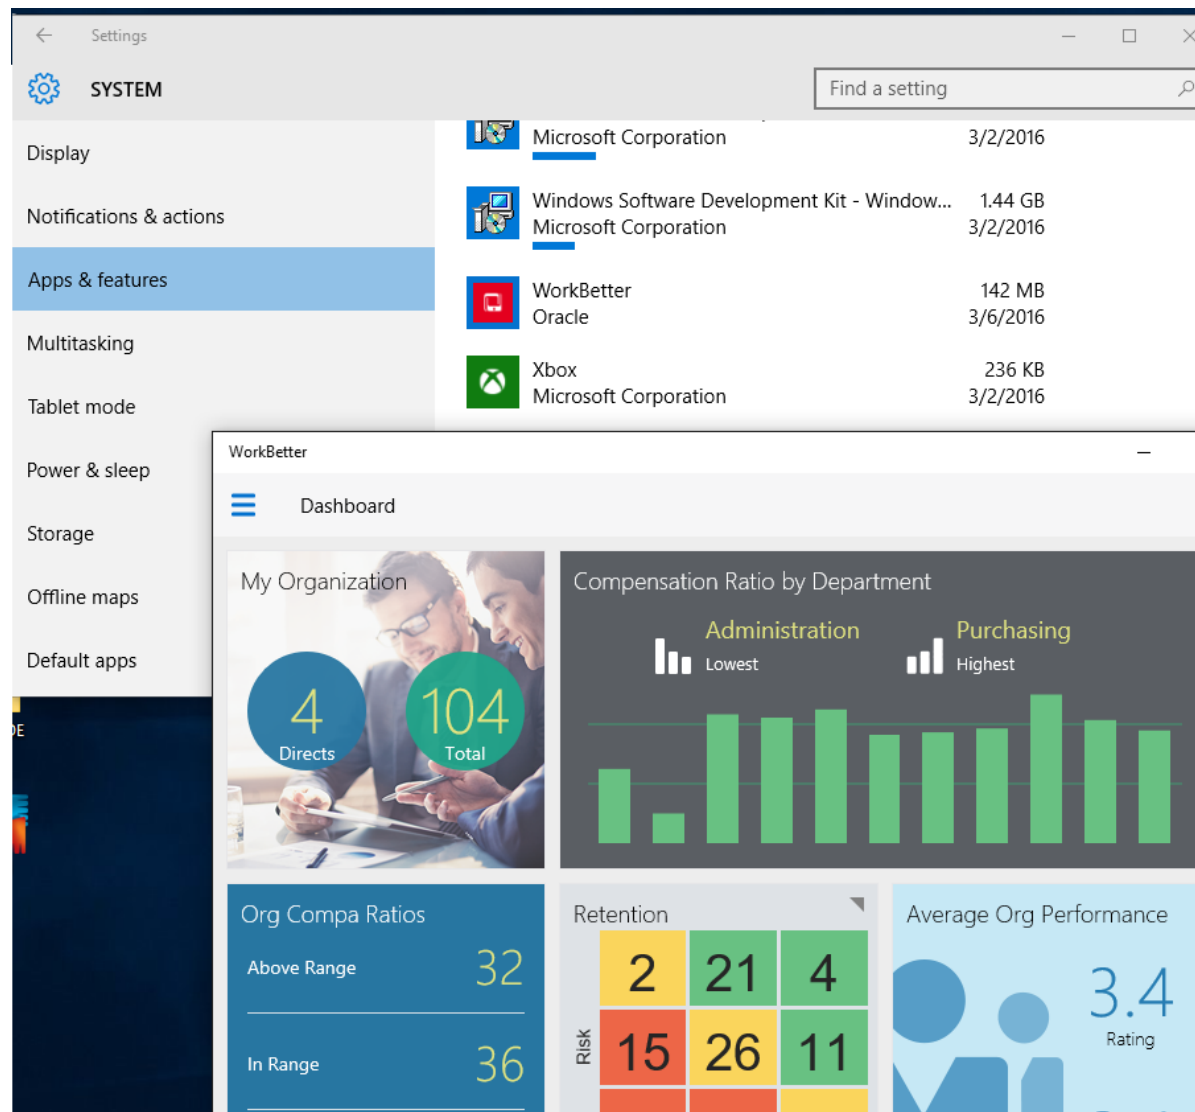 Settings
SYSTEM
Find a setting
Display
Notifications & actions
Apps & features
Multitasking
Tablet mode
Power & sleep
Storage
Offline maps
Default apps
Microsoft Corporation 3/2/2016
Windows Software Development Kit - Window... 1.44 GB
Microsoft Corporation 3/2/2016
WorkBetter 142 MB
Oracle 3/6/2016
Xbox 236 KB
Microsoft Corporation 3/2/2016
WorkBetter
Dashboard
My Organization
4
Directs
104
Total
Compensation Ratio by Department
Administration
Lowest
Purchasing
Highest
Org Compa Ratios
Above Range 32
In Range 36
Retention
Risk
2 21 4
15 26 11
Average Org Performance
3.4
Rating